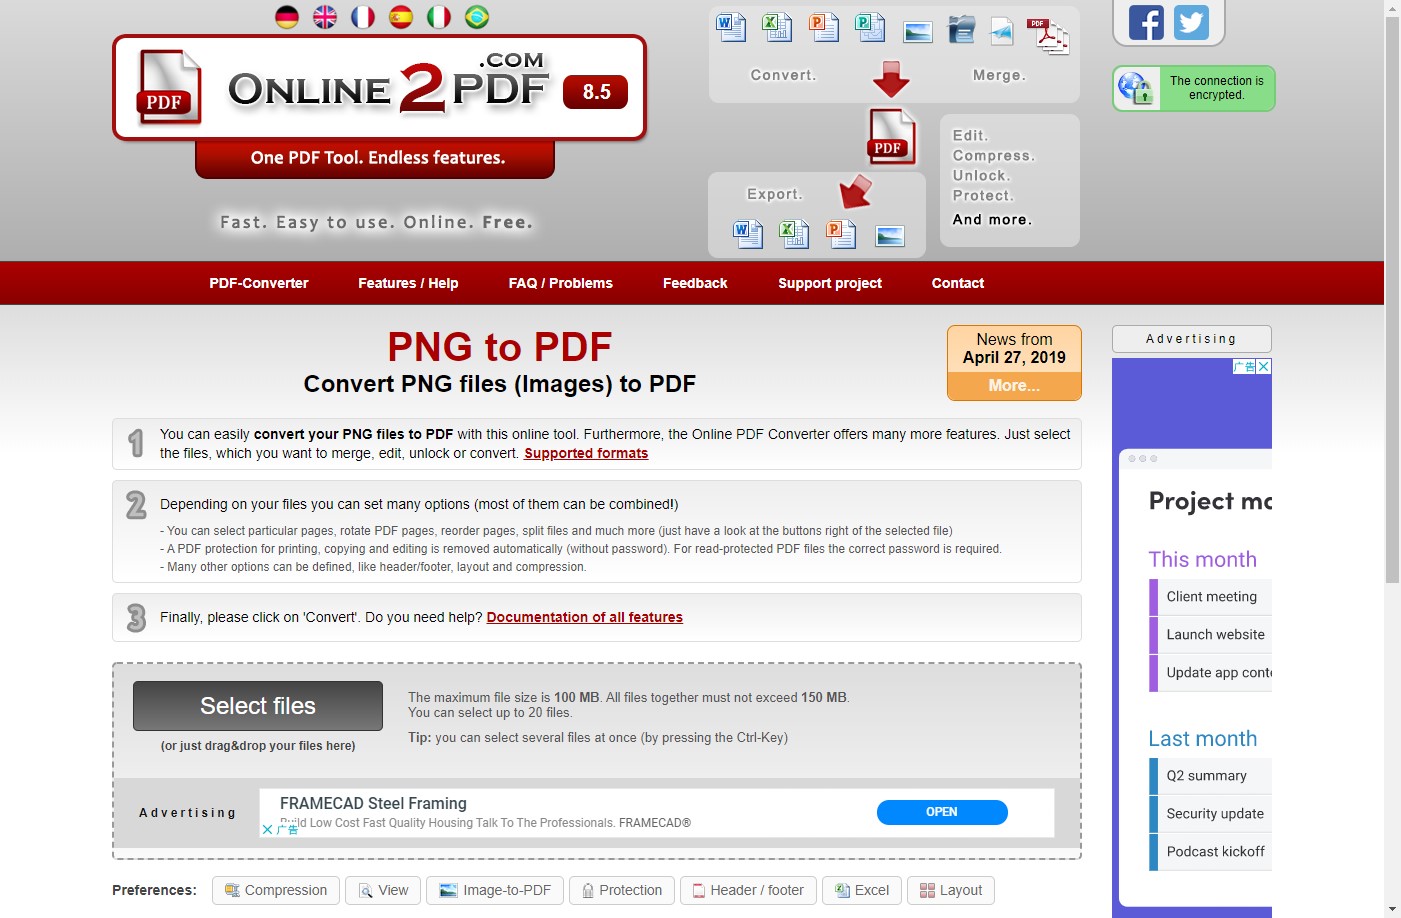 ONLINE2PDF
.COM
8.5
PDF
One PDF Tool. Endless features.
Fast. Easy to use. Online. Free.
Convert.
Merge.
PDF
PDF
Export.
Edit.
Compress.
Unlock.
Protect.
And more.
The connection is
encrypted.
PDF-Converter
Features / Help
FAQ / Problems
Feedback
Support project
Contact
PNG to PDF
Convert PNG files (Images) to PDF
News from
April 27, 2019
More...
1
You can easily convert your PNG files to PDF with this online tool. Furthermore, the Online PDF Converter offers many more features. Just select
the files, which you want to merge, edit, unlock or convert. Supported formats
2
Depending on your files you can set many options (most of them can be combined!)
- You can select particular pages, rotate PDF pages, reorder pages, split files and much more (just have a look at the buttons right of the selected file)
- A PDF protection for printing, copying and editing is removed automatically (without password). For read-protected PDF files the correct password is required.
- Many other options can be defined, like header/footer, layout and compression.
3
Finally, please click on 'Convert'. Do you need help? Documentation of all features
Select files
(or just drag&drop your files here)
The maximum file size is 100 MB. All files together must not exceed 150 MB.
You can select up to 20 files.
Tip: you can select several files at once (by pressing the Ctrl-Key)
Advertising
FRAMECAD Steel Framing
Build Low Cost Fast Quality Housing Talk To The Professionals. FRAMECAD®
广告
OPEN
Preferences:
Compression
View
Image-to-PDF
Protection
Header / footer
Excel
Layout
Advertising
广告
Project
This month
Client meeting
Launch website
Update app
Last month
Q2 summary
Security update
Podcast kickoff